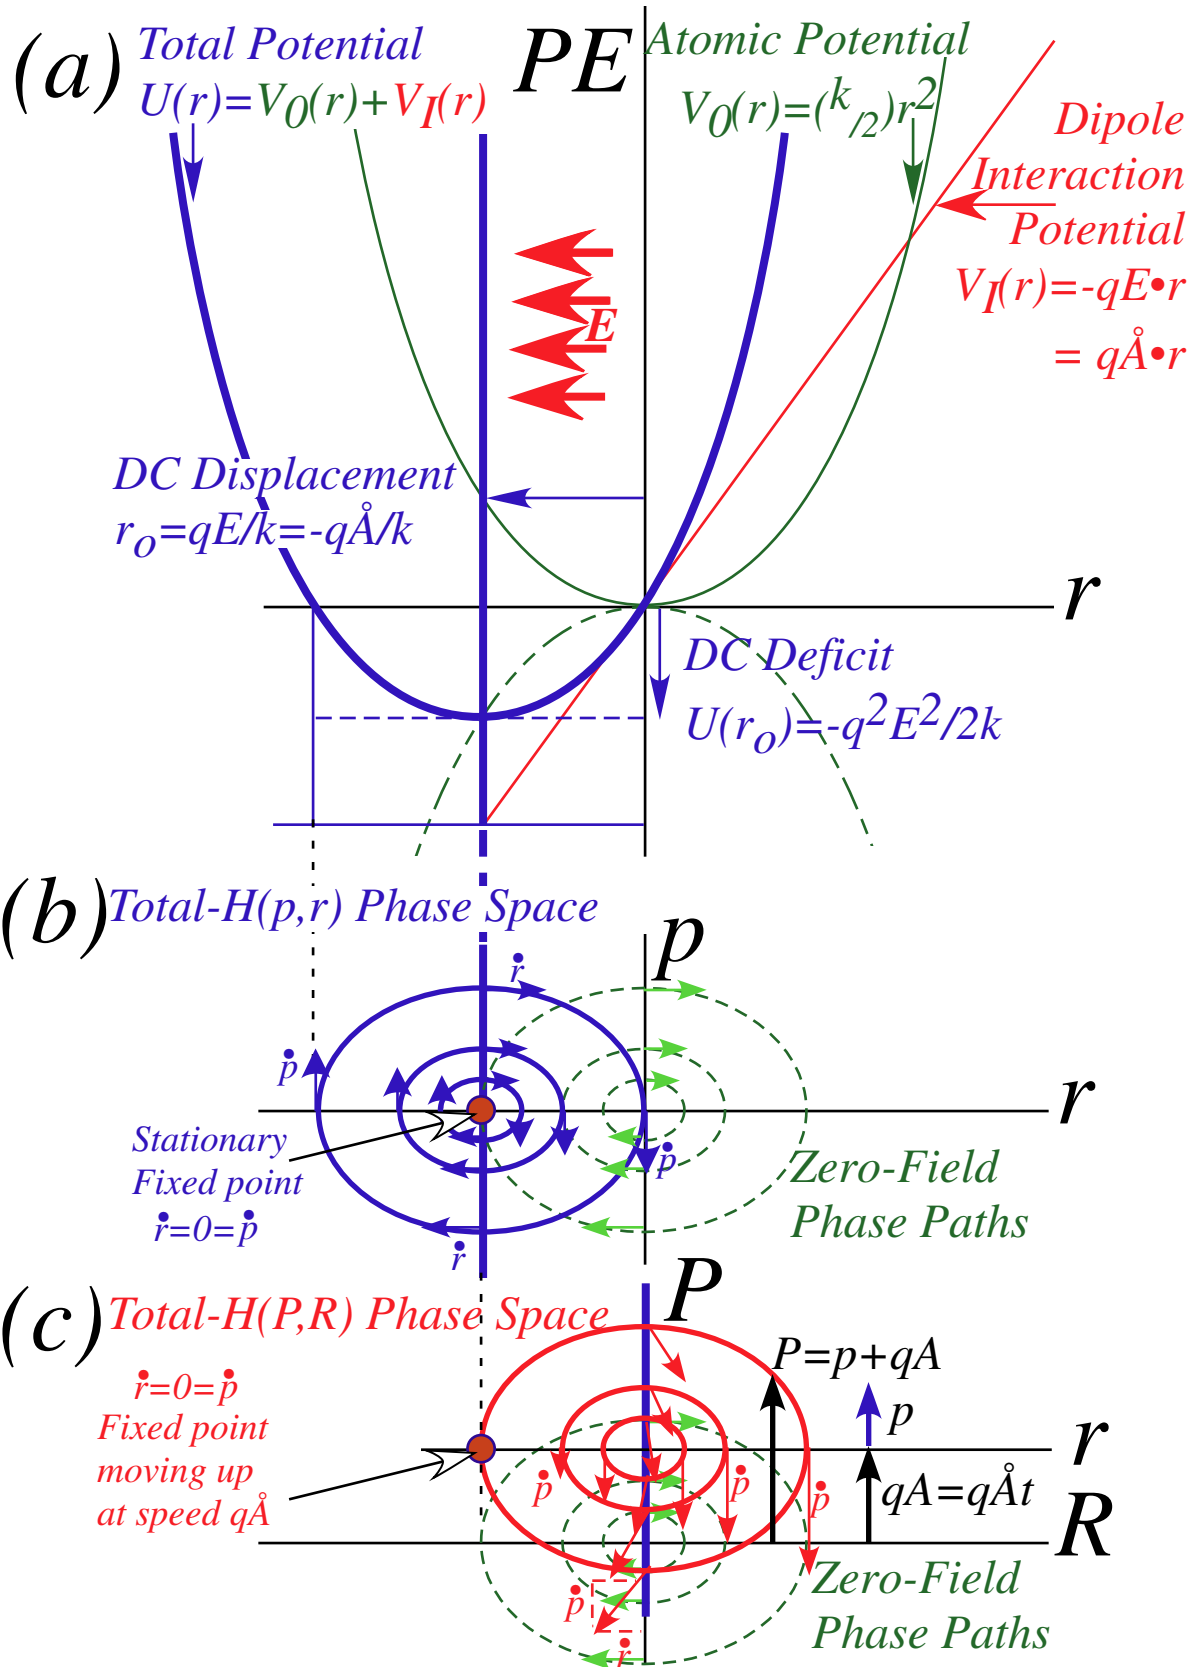 (a)
Total Potential
U(r)=V0(r)+VI(r)
PE
Atomic Potential
V0(r)=(k/2)r2
Dipole
Interaction
Potential
VI(r)=-qE•r
= qÅ•r
E
DC Displacement
ro=qE/k=-qÅ/k
r
DC Deficit
U(ro)=-q2E2/2k
(b)
Total-H(p,r) Phase Space
p
ṙ
ṗ
r
Stationary
Fixed point
ṙ=0=ṗ
ṗ
Zero-Field
Phase Paths
ṙ
(c)
Total-H(P,R) Phase Space
P
ṙ=0=ṗ
Fixed point
moving up
at speed qÅ
P=p+qA
p
r
ṗ
ṗ
ṗ
qA=qÅt
R
Zero-Field
Phase Paths
ṗ
ṙ